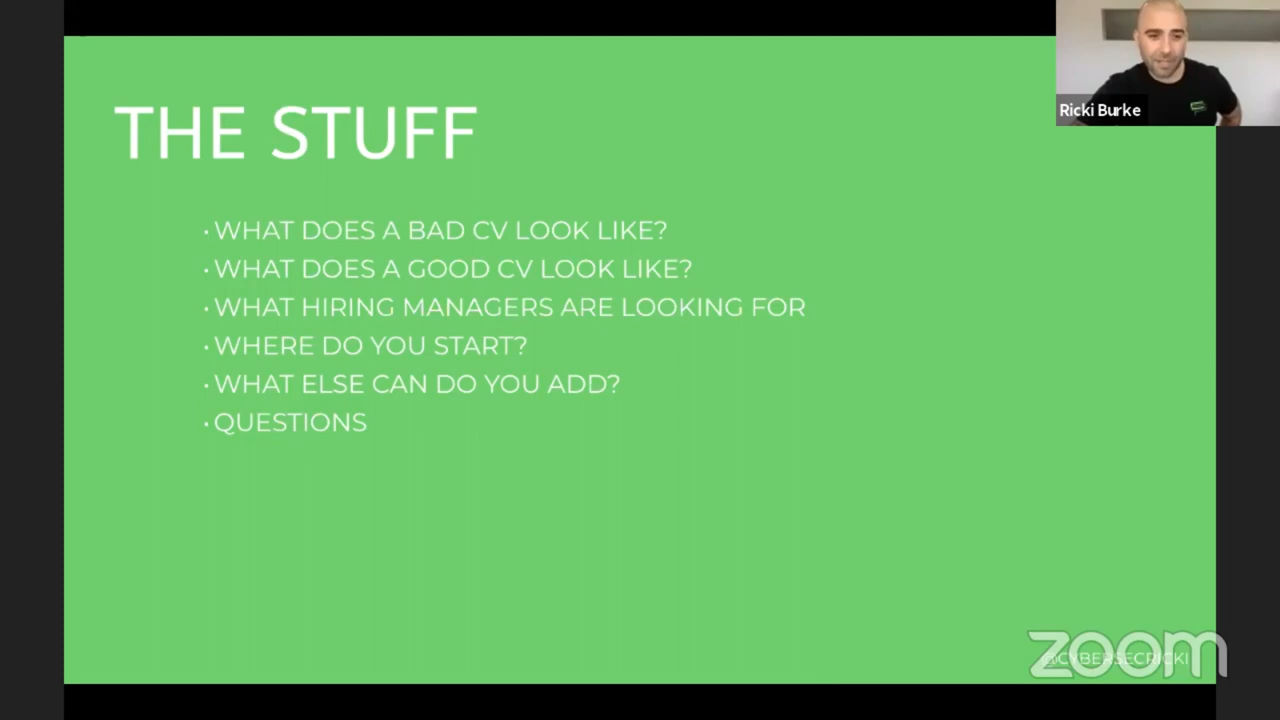 THE STUFF
Ricki Burke
· WHAT DOES A BAD CV LOOK LIKE?
· WHAT DOES A GOOD CV LOOK LIKE?
· WHAT HIRING MANAGERS ARE LOOKING FOR
· WHERE DO YOU START?
· WHAT ELSE CAN DO YOU ADD?
· QUESTIONS
zoom
@CYBERSECRICKI